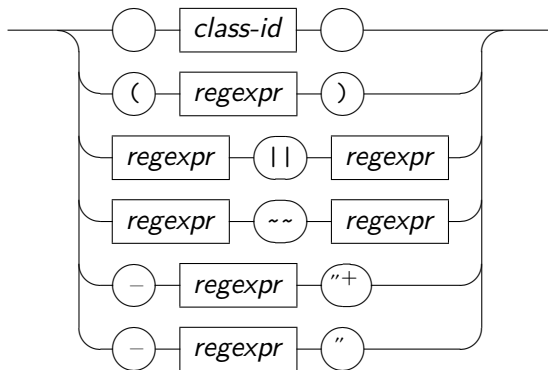 class-id
( regexpr )
regexpr || regexpr
regexpr ~~ regexpr
– regexpr "+
– regexpr "